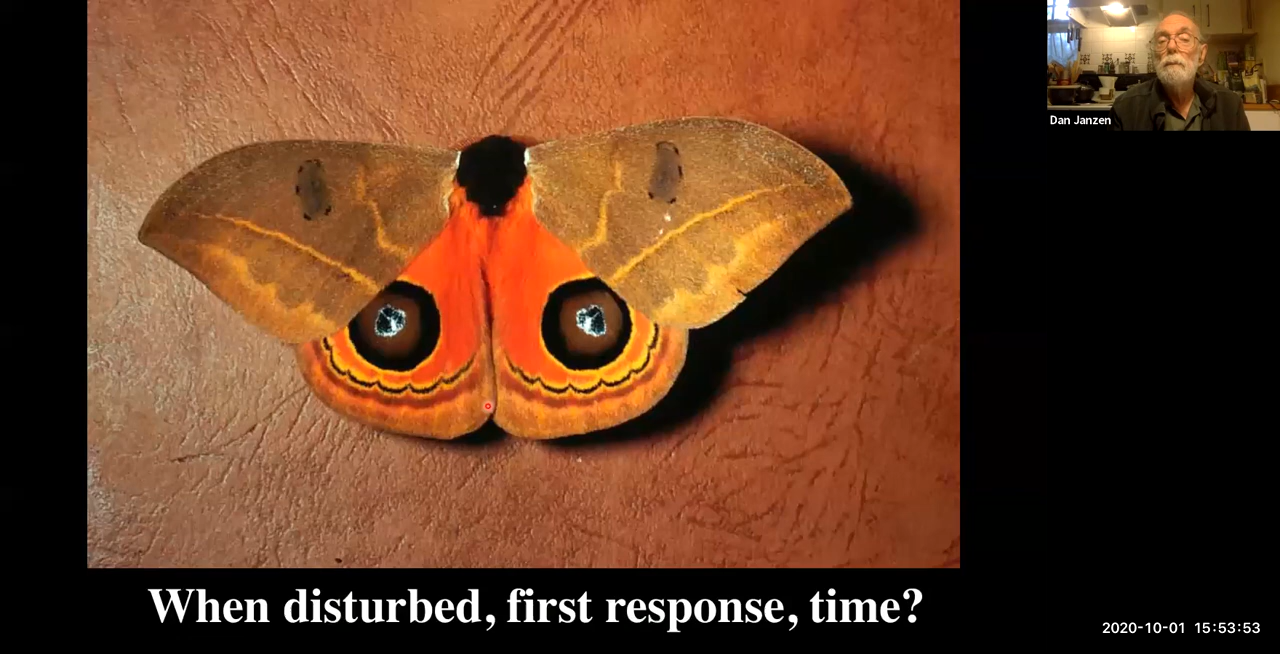 Dan Janzen
When disturbed, first response, time?
2020-10-01 15:53:53